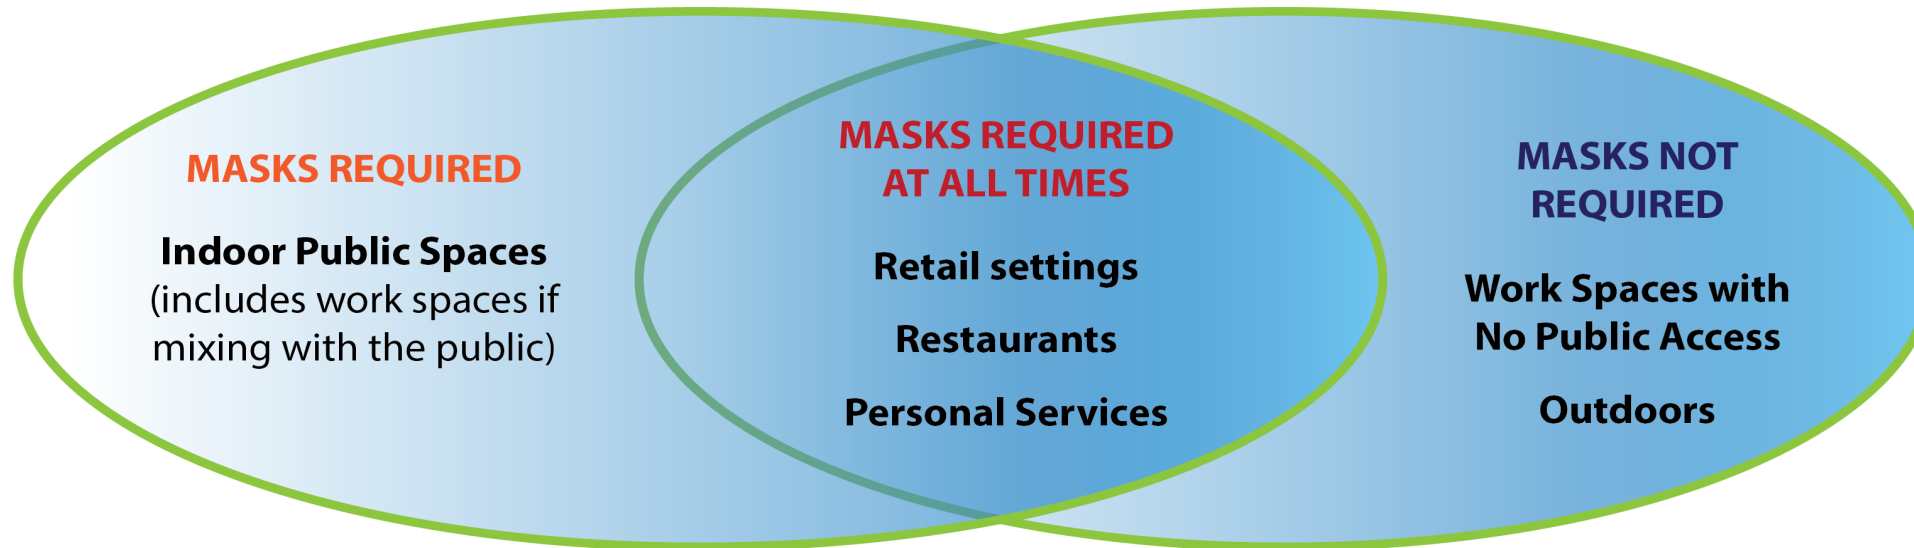 MASKS REQUIRED
Indoor Public Spaces
(includes work spaces if
mixing with the public)
MASKS REQUIRED
AT ALL TIMES
Retail settings
Restaurants
Personal Services
MASKS NOT
REQUIRED
Work Spaces with
No Public Access
Outdoors